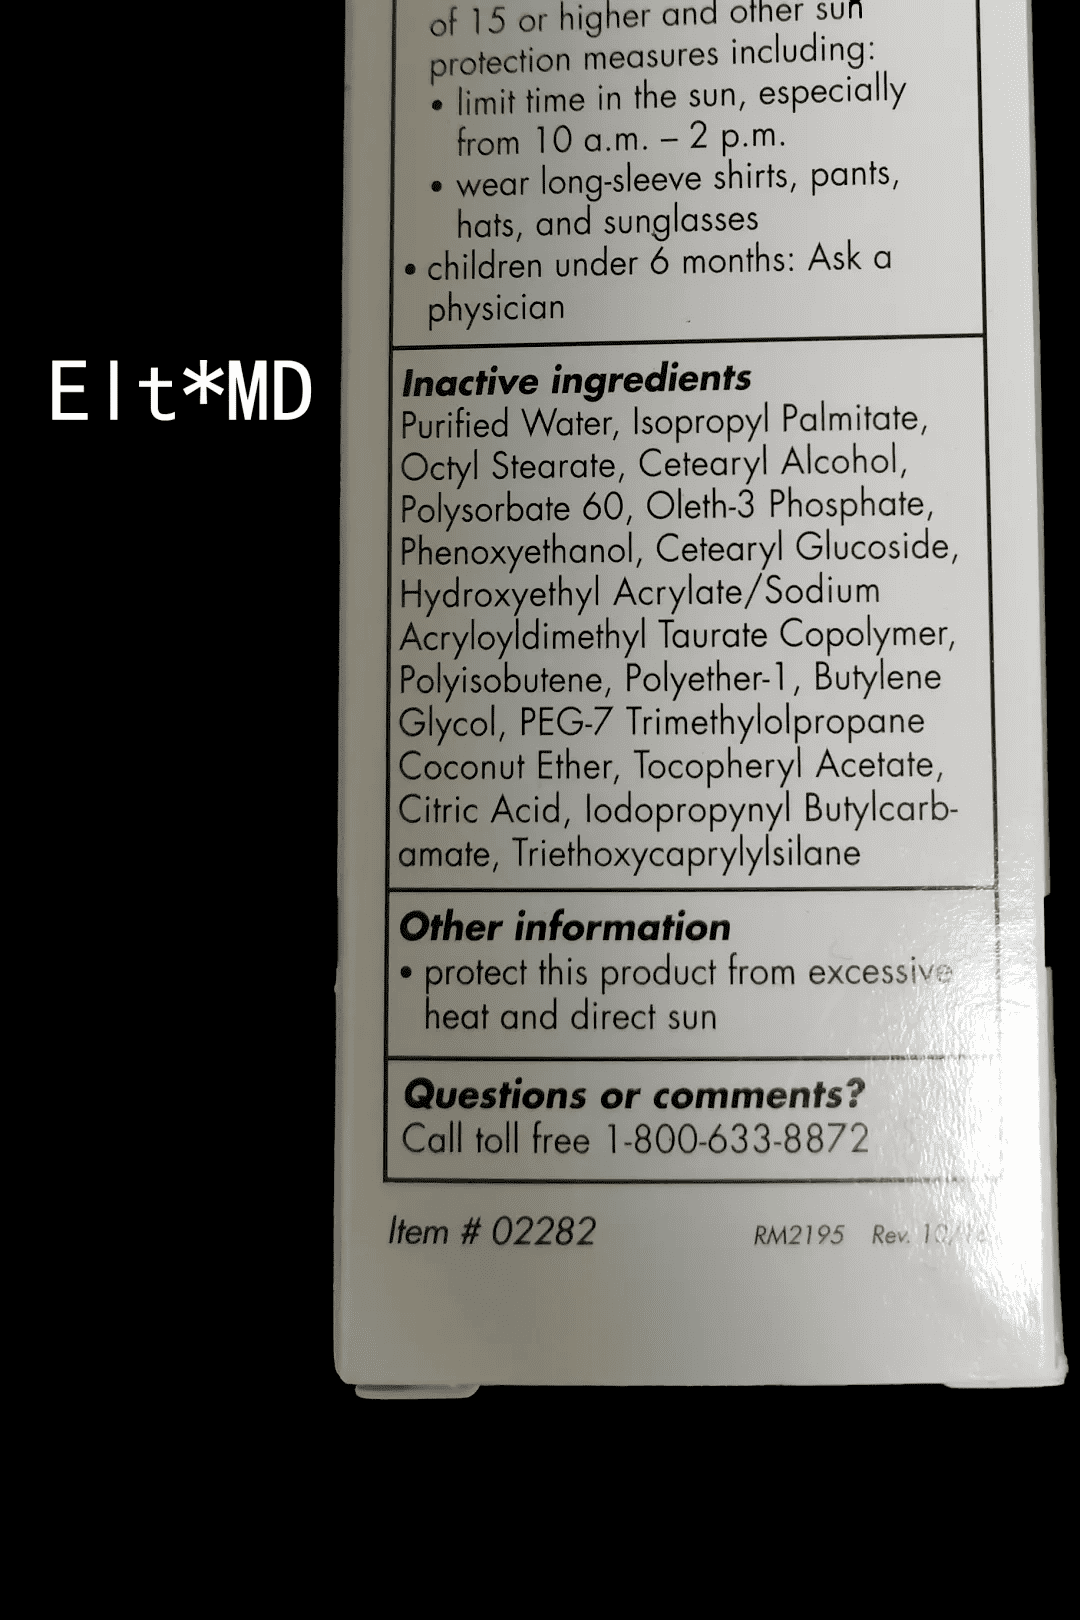 of 15 or higher and other sun
protection measures including:
• limit time in the sun, especially
from 10 a.m. – 2 p.m.
• wear long-sleeve shirts, pants,
hats, and sunglasses
• children under 6 months: Ask a
physician
Elt*MD
Inactive ingredients
Purified Water, Isopropyl Palmitate,
Octyl Stearate, Cetearyl Alcohol,
Polysorbate 60, Oleth-3 Phosphate,
Phenoxyethanol, Cetearyl Glucoside,
Hydroxyethyl Acrylate/Sodium
Acryloyldimethyl Taurate Copolymer,
Polyisobutene, Polyether-1, Butylene
Glycol, PEG-7 Trimethylolpropane
Coconut Ether, Tocopheryl Acetate,
Citric Acid, Iodopropynyl Butylcarb-
amate, Triethoxycaprylylsilane
Other information
• protect this product from excessive
heat and direct sun
Questions or comments?
Call toll free 1-800-633-8872
Item # 02282
RM2195 Rev.